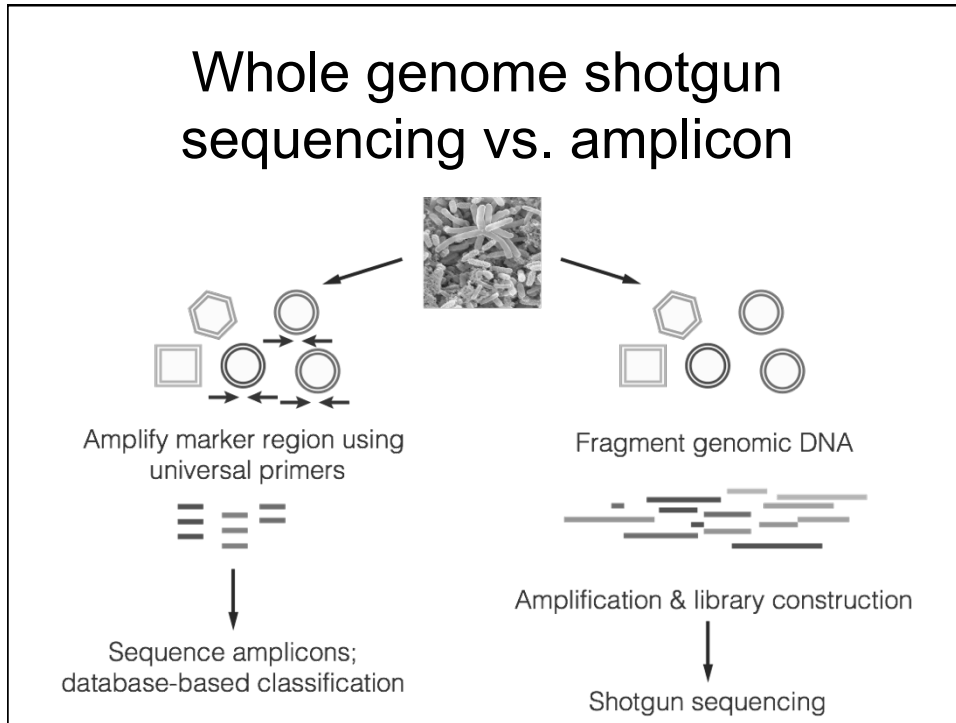 Whole genome shotgun
sequencing vs. amplicon
Amplify marker region using
universal primers
Sequence amplicons;
database-based classification
Fragment genomic DNA
Amplification & library construction
Shotgun sequencing